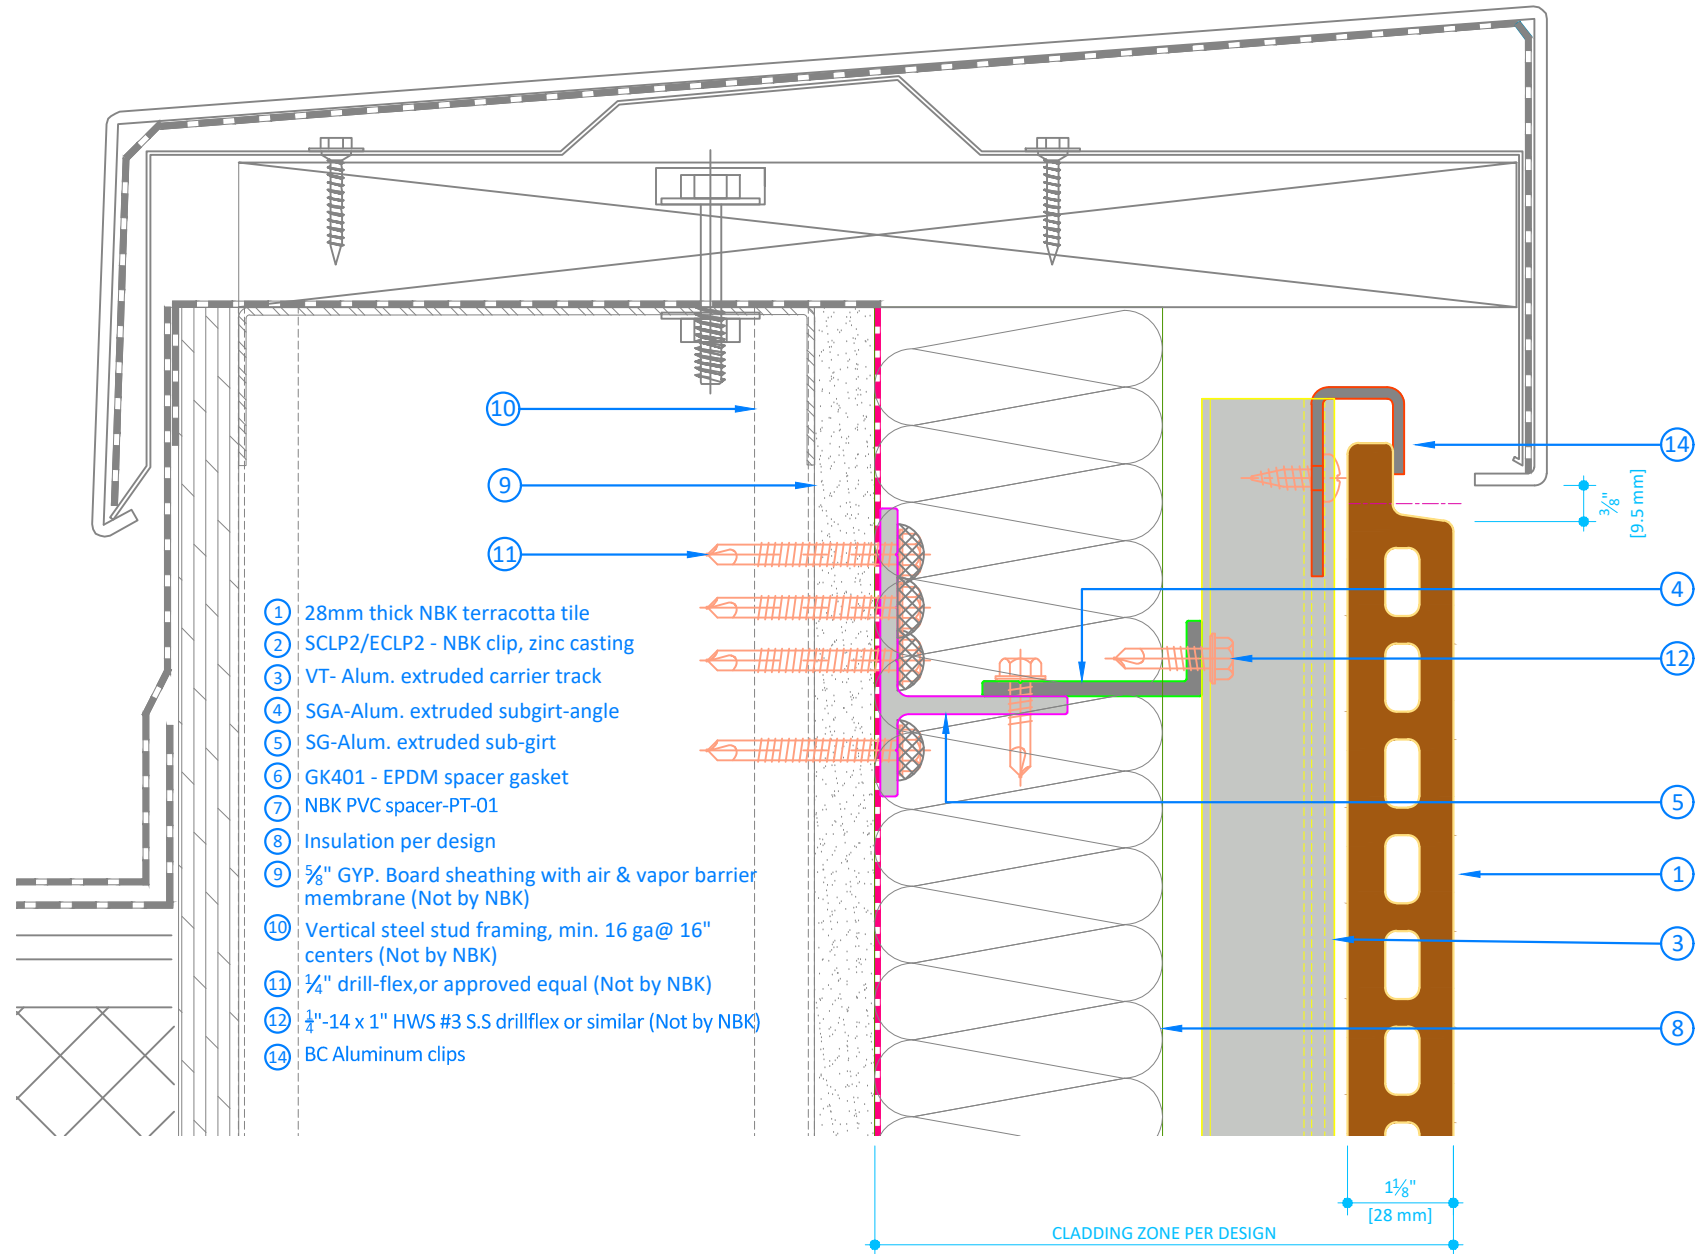 10
9
11
14
3/8"
[9.5 mm]
4
12
5
1
3
8
1 28mm thick NBK terracotta tile
2 SCLP2/ECLP2 - NBK clip, zinc casting
3 VT- Alum. extruded carrier track
4 SGA-Alum. extruded subgirt-angle
5 SG-Alum. extruded sub-girt
6 GK401 - EPDM spacer gasket
7 NBK PVC spacer-PT-01
8 Insulation per design
9 5/8" GYP. Board sheathing with air & vapor barrier
membrane (Not by NBK)
10 Vertical steel stud framing, min. 16 ga@ 16"
centers (Not by NBK)
11 1/4" drill-flex,or approved equal (Not by NBK)
12 1/4"-14 x 1" HWS #3 S.S drillflex or similar (Not by NBK)
14 BC Aluminum clips
1 1/8"
[28 mm]
CLADDING ZONE PER DESIGN